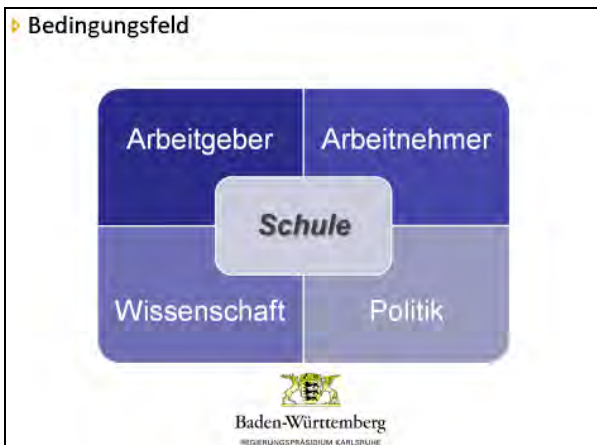 Bedingungsfeld
Arbeitgeber
Arbeitnehmer
Schule
Wissenschaft
Politik
Baden-Württemberg
REGIERUNGSPRÄSIDIUM KARLSRUHE